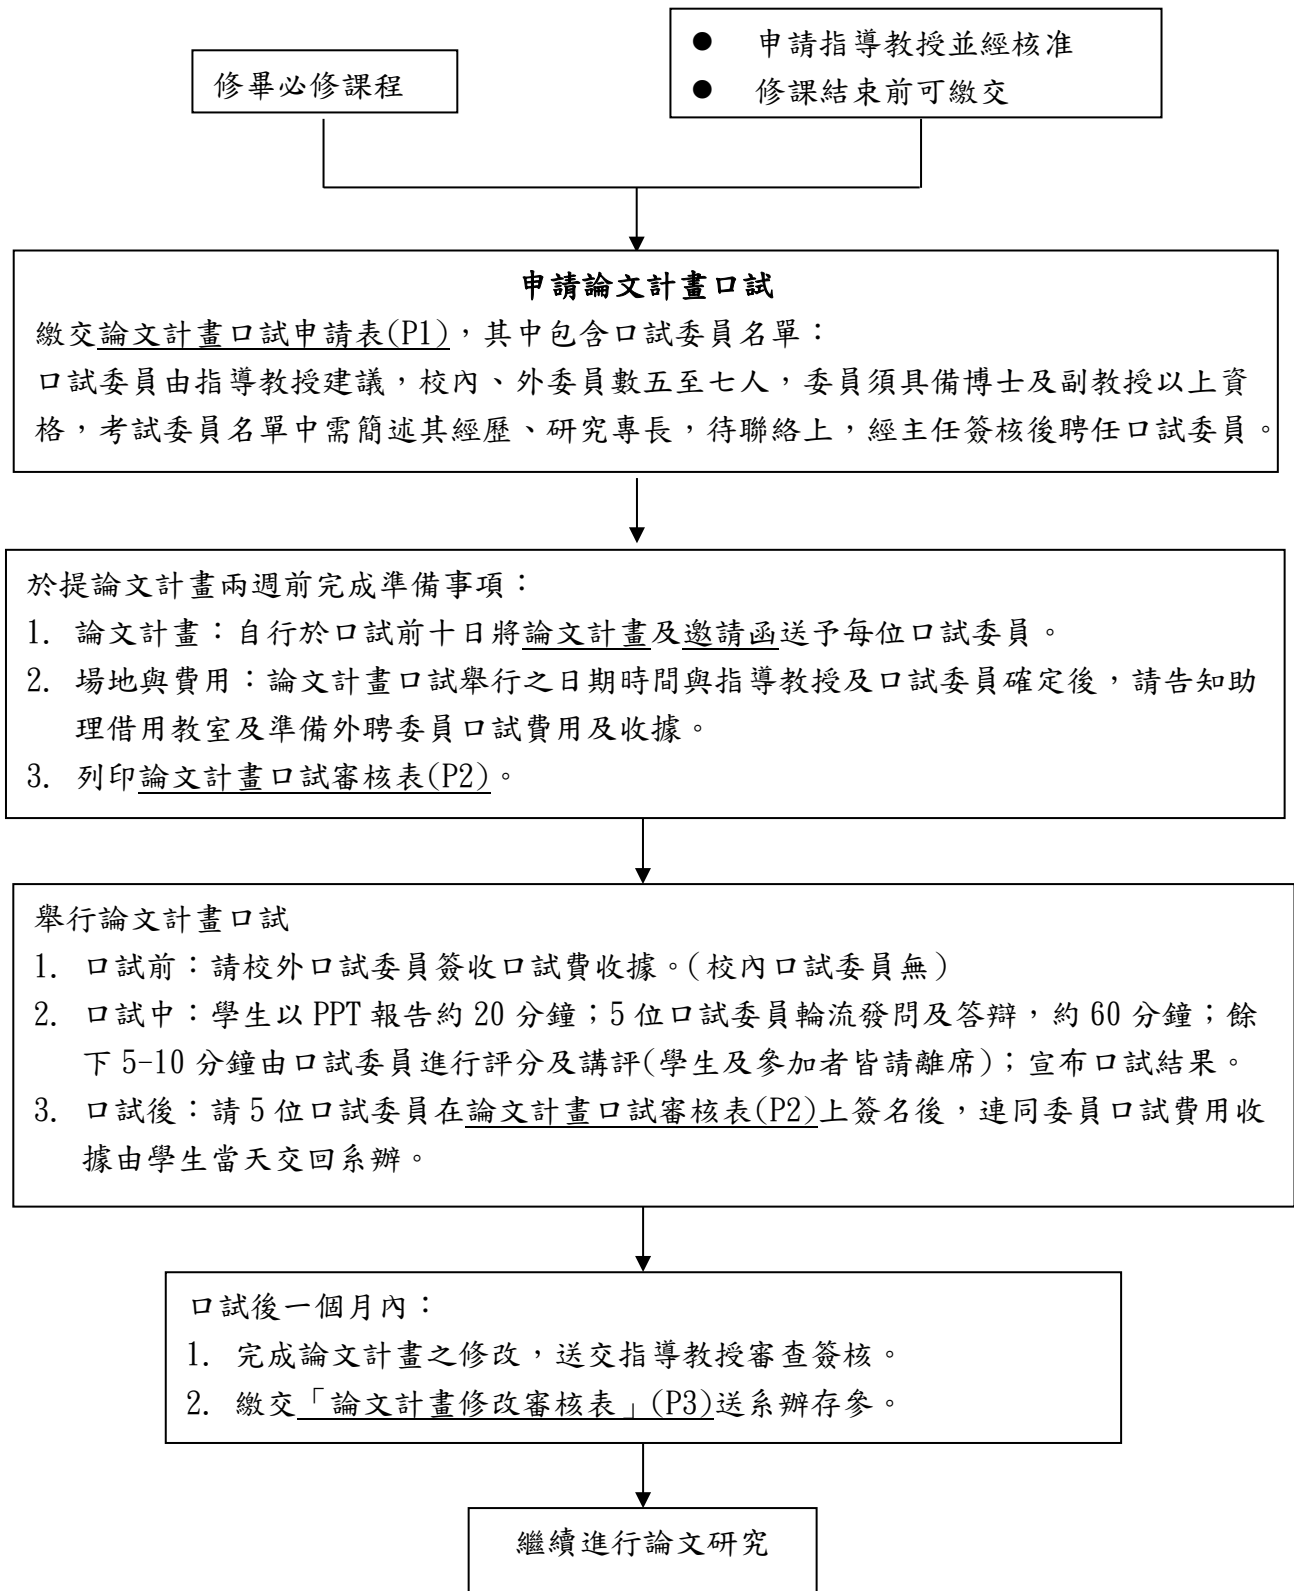 修畢必修課程
● 申請指導教授並經核准
● 修課結束前可繳交
申請論文計畫口試
繳交論文計畫口試申請表(P1)，其中包含口試委員名單：
口試委員由指導教授建議，校內、外委員數五至七人，委員須具備博士及副教授以上資
格，考試委員名單中需簡述其經歷、研究專長，待聯絡上，經主任簽核後聘任口試委員。
於提論文計畫兩週前完成準備事項：
1. 論文計畫：自行於口試前十日將論文計畫及邀請函送予每位口試委員。
2. 場地與費用：論文計畫口試舉行之日期時間與指導教授及口試委員確定後，請告知助
理借用教室及準備外聘委員口試費用及收據。
3. 列印論文計畫口試審核表(P2)。
舉行論文計畫口試
1. 口試前：請校外口試委員簽收口試費收據。(校內口試委員無)
2. 口試中：學生以 PPT 報告約 20 分鐘；5 位口試委員輪流發問及答辯，約 60 分鐘；餘
下 5-10 分鐘由口試委員進行評分及講評(學生及參加者皆請離席)；宣布口試結果。
3. 口試後：請 5 位口試委員在論文計畫口試審核表(P2)上簽名後，連同委員口試費用收
據由學生當天交回系辦。
口試後一個月內：
1. 完成論文計畫之修改，送交指導教授審查簽核。
2. 繳交「論文計畫修改審核表」(P3)送系辦存參。
繼續進行論文研究